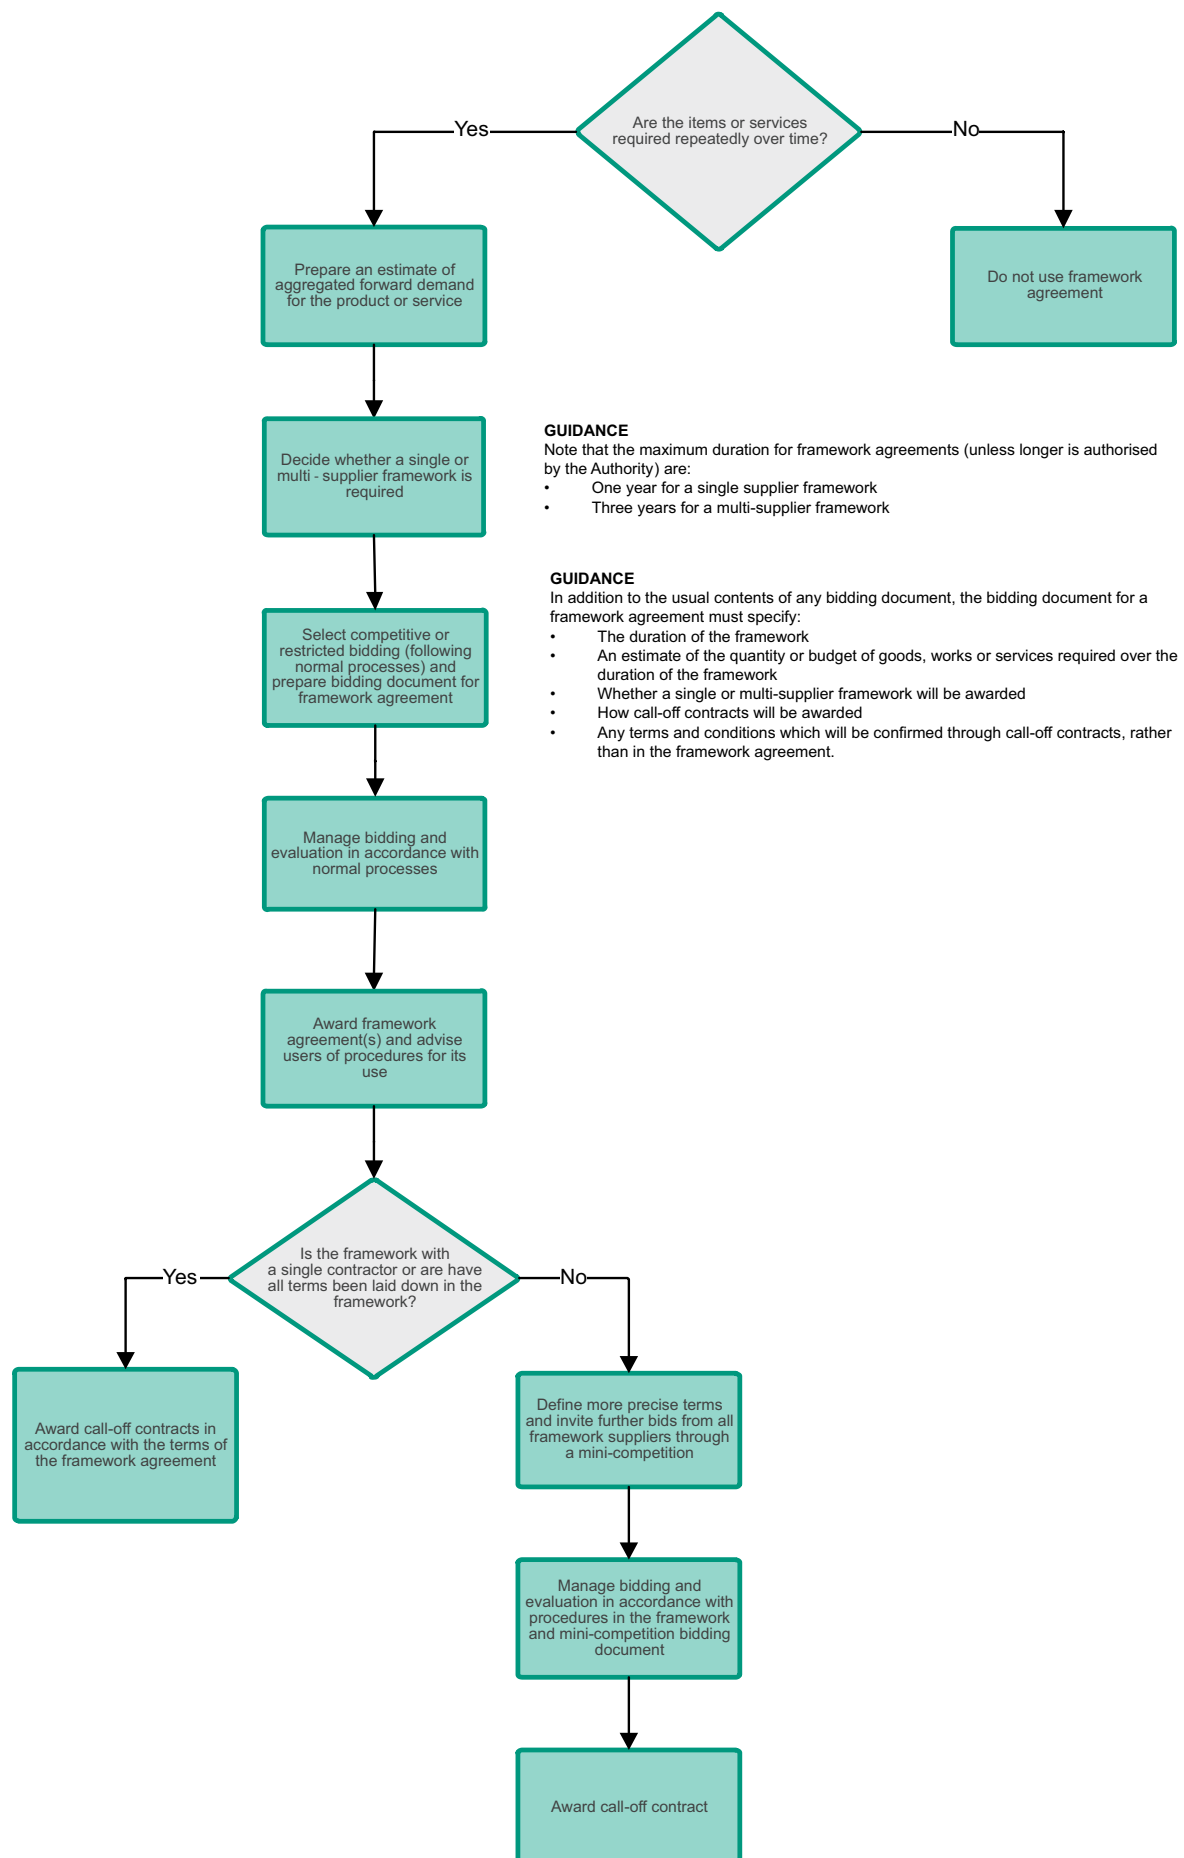 Are the items or services
required repeatedly over time?
Yes
No
Prepare an estimate of
aggregated forward demand
for the product or service
Do not use framework
agreement
Decide whether a single or
multi - supplier framework is
required
GUIDANCE
Note that the maximum duration for framework agreements (unless longer is authorised
by the Authority) are:
• One year for a single supplier framework
• Three years for a multi-supplier framework
GUIDANCE
In addition to the usual contents of any bidding document, the bidding document for a
framework agreement must specify:
• The duration of the framework
• An estimate of the quantity or budget of goods, works or services required over the
duration of the framework
• Whether a single or multi-supplier framework will be awarded
• How call-off contracts will be awarded
• Any terms and conditions which will be confirmed through call-off contracts, rather
than in the framework agreement.
Select competitive or
restricted bidding (following
normal processes) and
prepare bidding document for
framework agreement
Manage bidding and
evaluation in accordance with
normal processes
Award framework
agreement(s) and advise
users of procedures for its
use
Is the framework with
a single contractor or are have
all terms been laid down in the
framework?
Yes
No
Award call-off contracts in
accordance with the terms of
the framework agreement
Define more precise terms
and invite further bids from all
framework suppliers through
a mini-competition
Manage bidding and
evaluation in accordance with
procedures in the framework
and mini-competition bidding
document
Award call-off contract